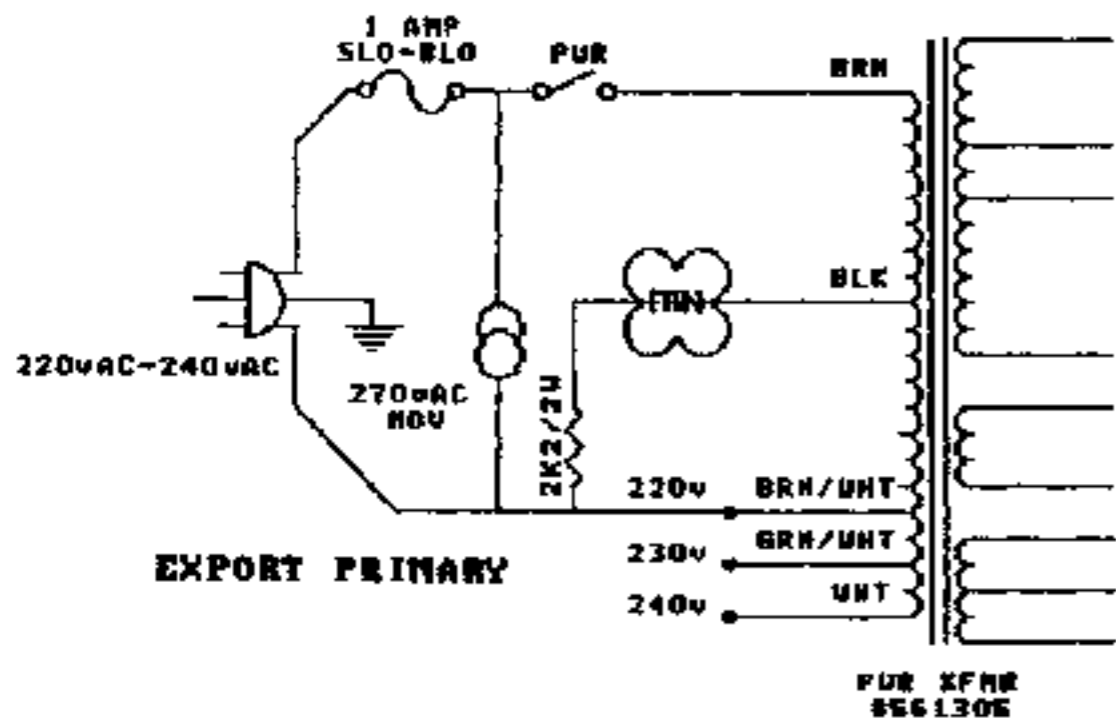 1 AMP
SLO-BLO
PWR
BRN
FAN
BLK
220vAC-240vAC
270vAC
MOV
2K2/2W
220v
BRN/WHT
230v
GRN/WHT
240v
WHT
EXPORT PRIMARY
PWR XFMR